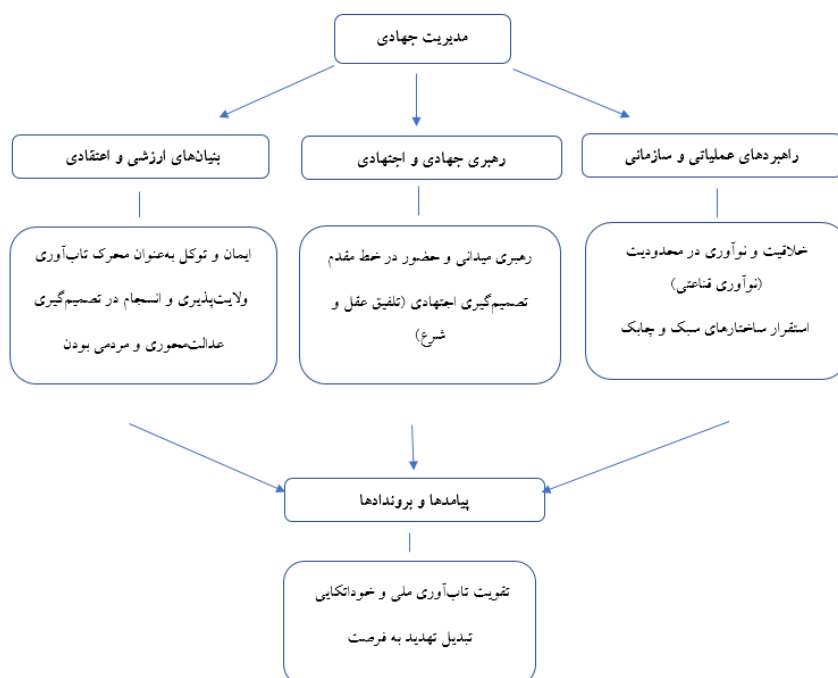 مدیریت جهادی
راهبردهای عملیاتی و سازمانی
رهبری جهادی و اجتهادی
بنیان‌های ارزشی و اعتقادی
خلاقیت و نوآوری در محدودیت
(نوآوری قناعتی)
استقرار ساختارهای سبک و چابک
رهبری میدانی و حضور در خط مقدم
تصمیم‌گیری اجتهادی (تلفیق عقل و
شرع)
ایمان و توکل به‌عنوان محرک تاب‌آوری
ولایت‌پذیری و انسجام در تصمیم‌گیری
عدالت‌محوری و مردمی بودن
پیامدها و بروندادها
تقویت تاب‌آوری ملی و خوداتکایی
تبدیل تهدید به فرصت